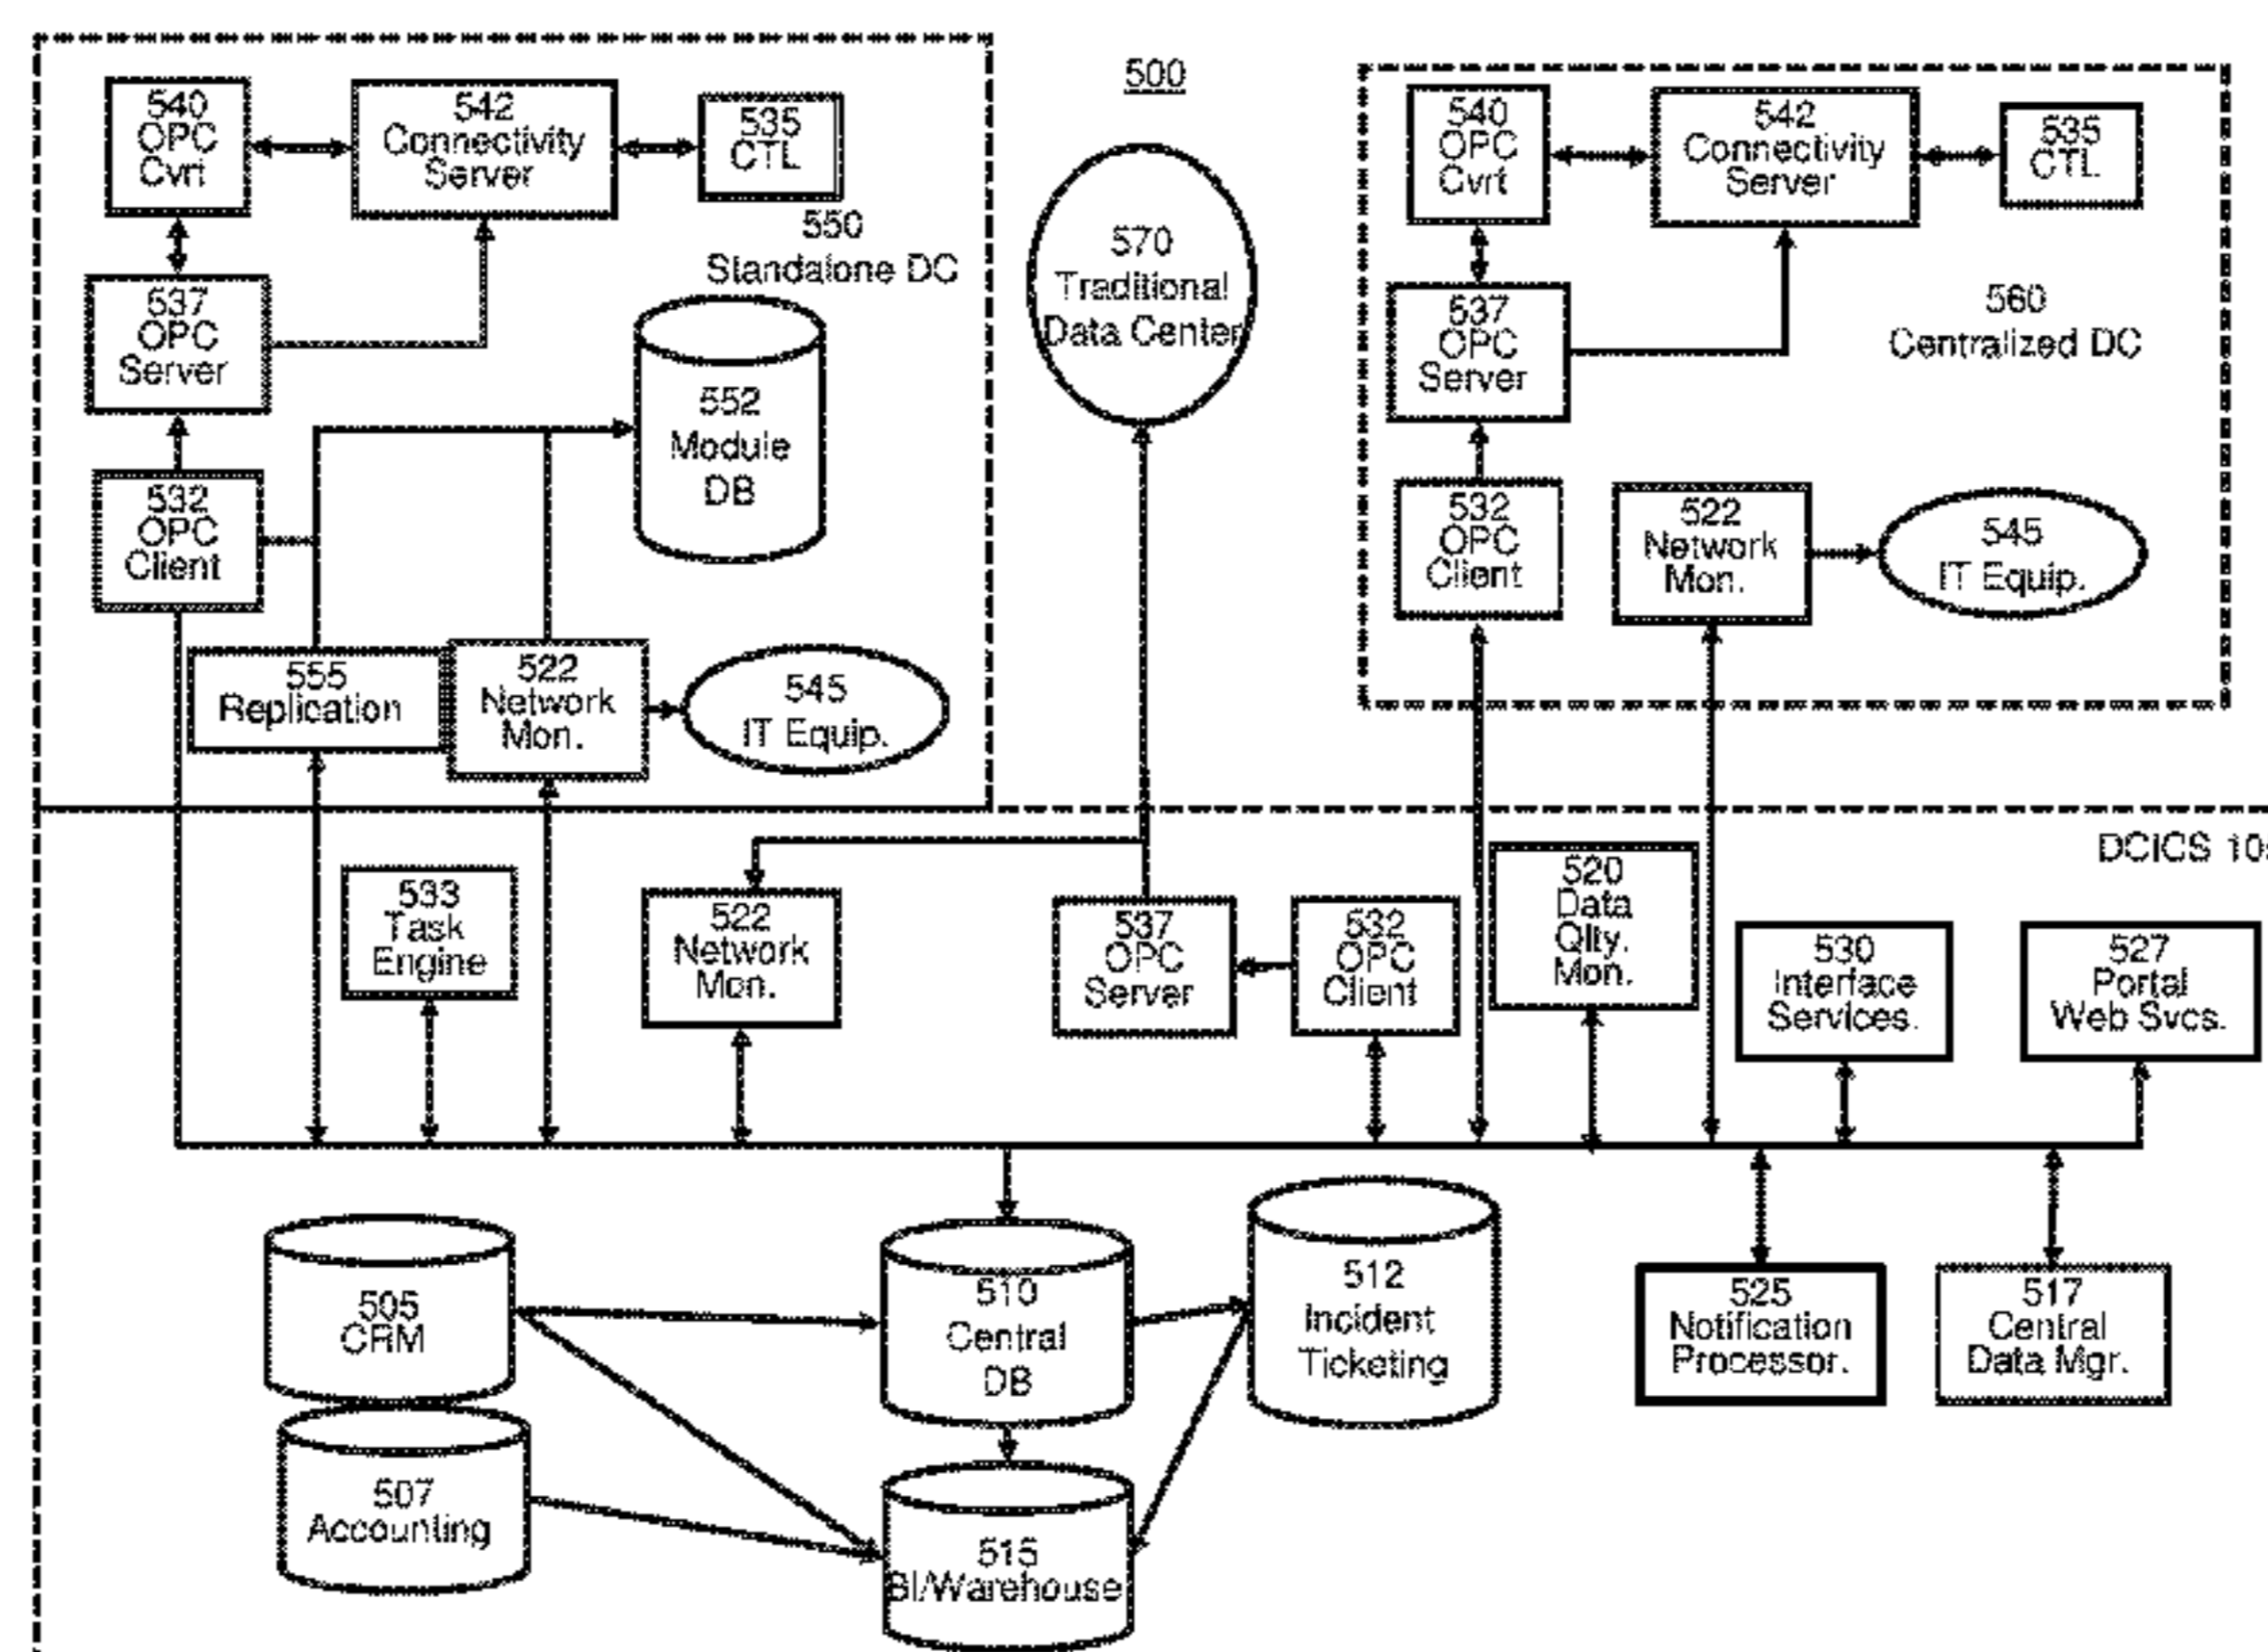 500
540
OPC
Cvrt
542
Connectivity
Server
535
CTL
550
Standalone DC
537
OPC
Server
552
Module
DB
532
OPC
Client
555
Replication
522
Network
Mon.
545
IT Equip.
570
Traditional
Data Center
540
OPC
Cvrt
542
Connectivity
Server
535
CTL
560
Centralized DC
537
OPC
Server
532
OPC
Client
522
Network
Mon.
545
IT Equip.
DCICS
533
Task
Engine
522
Network
Mon.
537
OPC
Server
532
OPC
Client
520
Data
Qlty.
Mon.
530
Interface
Services.
527
Portal
Web Svcs.
505
CRM
507
Accounting
510
Central
DB
515
BI/Warehouse
512
Incident
Ticketing
525
Notification
Processor.
517
Central
Data Mgr.